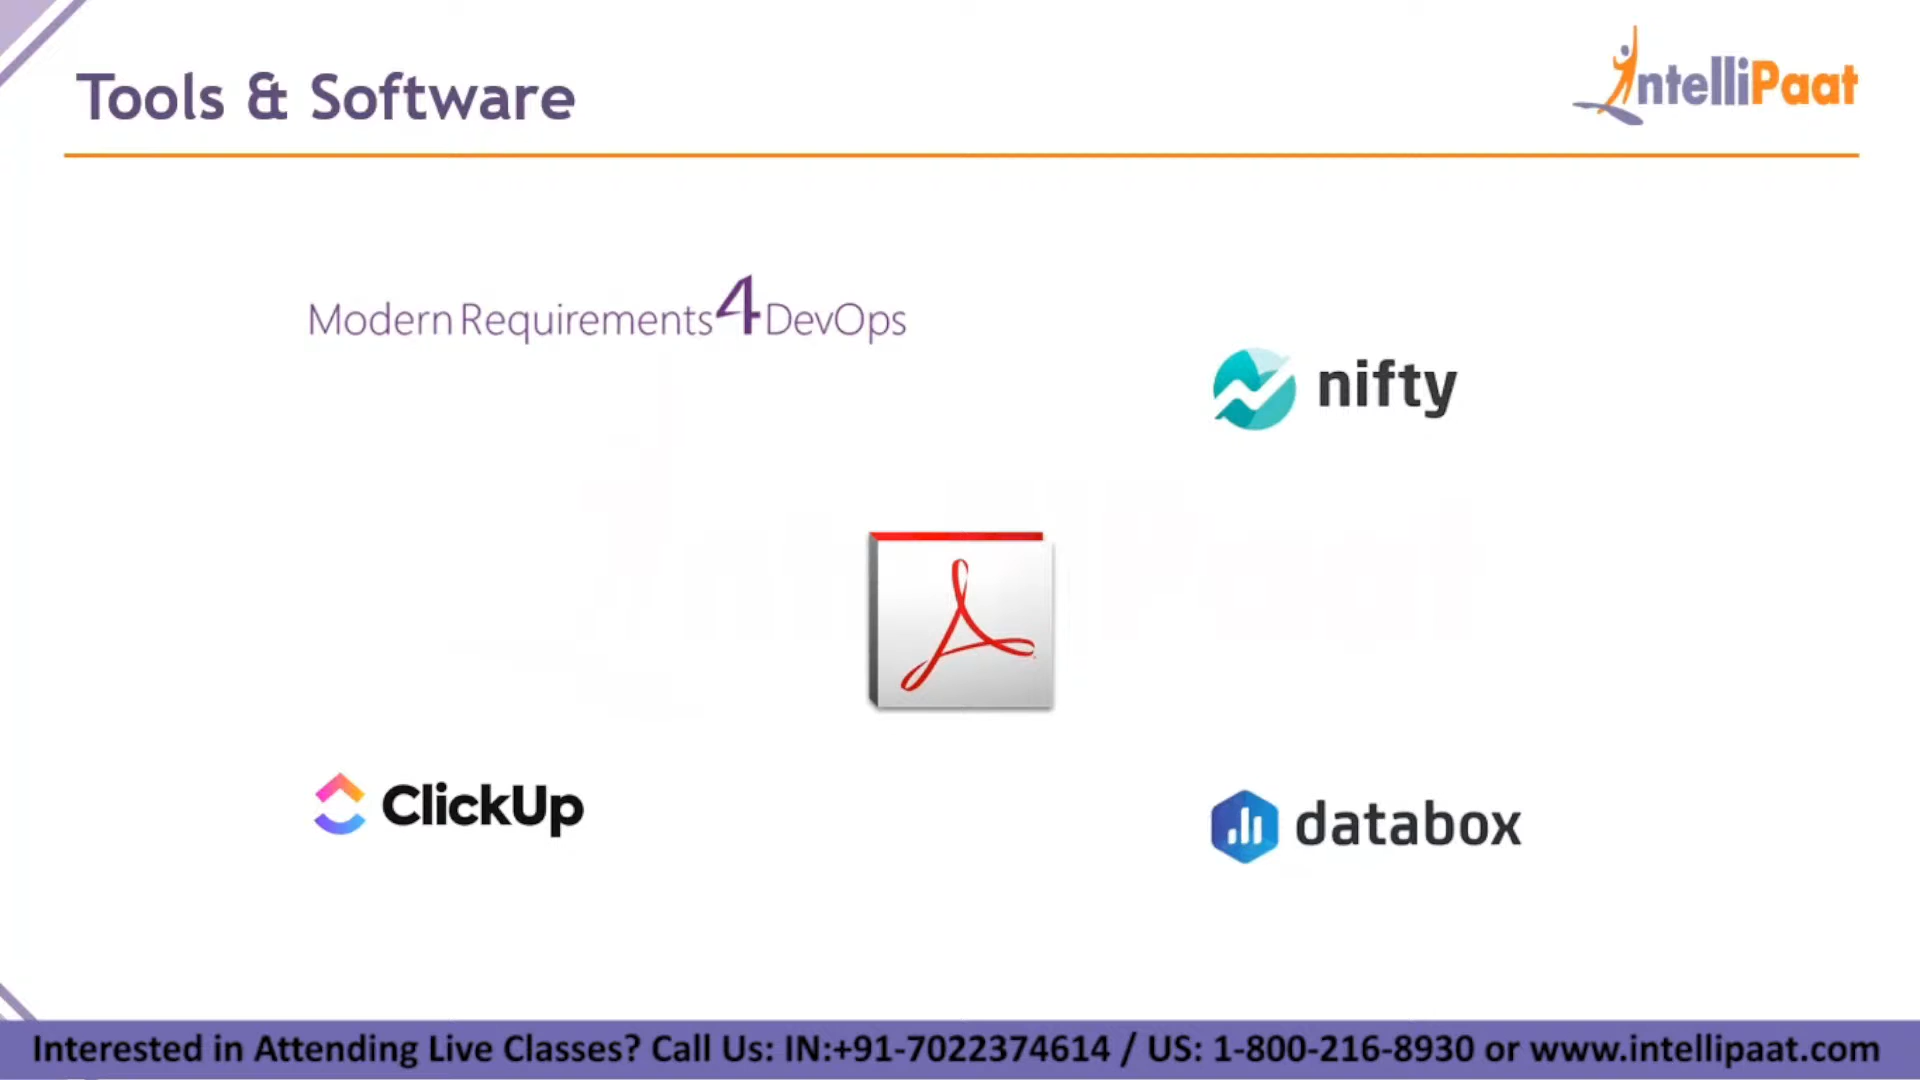 Tools & Software
IntelliPaat
Modern Requirements4DevOps
nifty
ClickUp
databox
Interested in Attending Live Classes? Call Us: IN:+91-7022374614 / US: 1-800-216-8930 or www.intellipaat.com